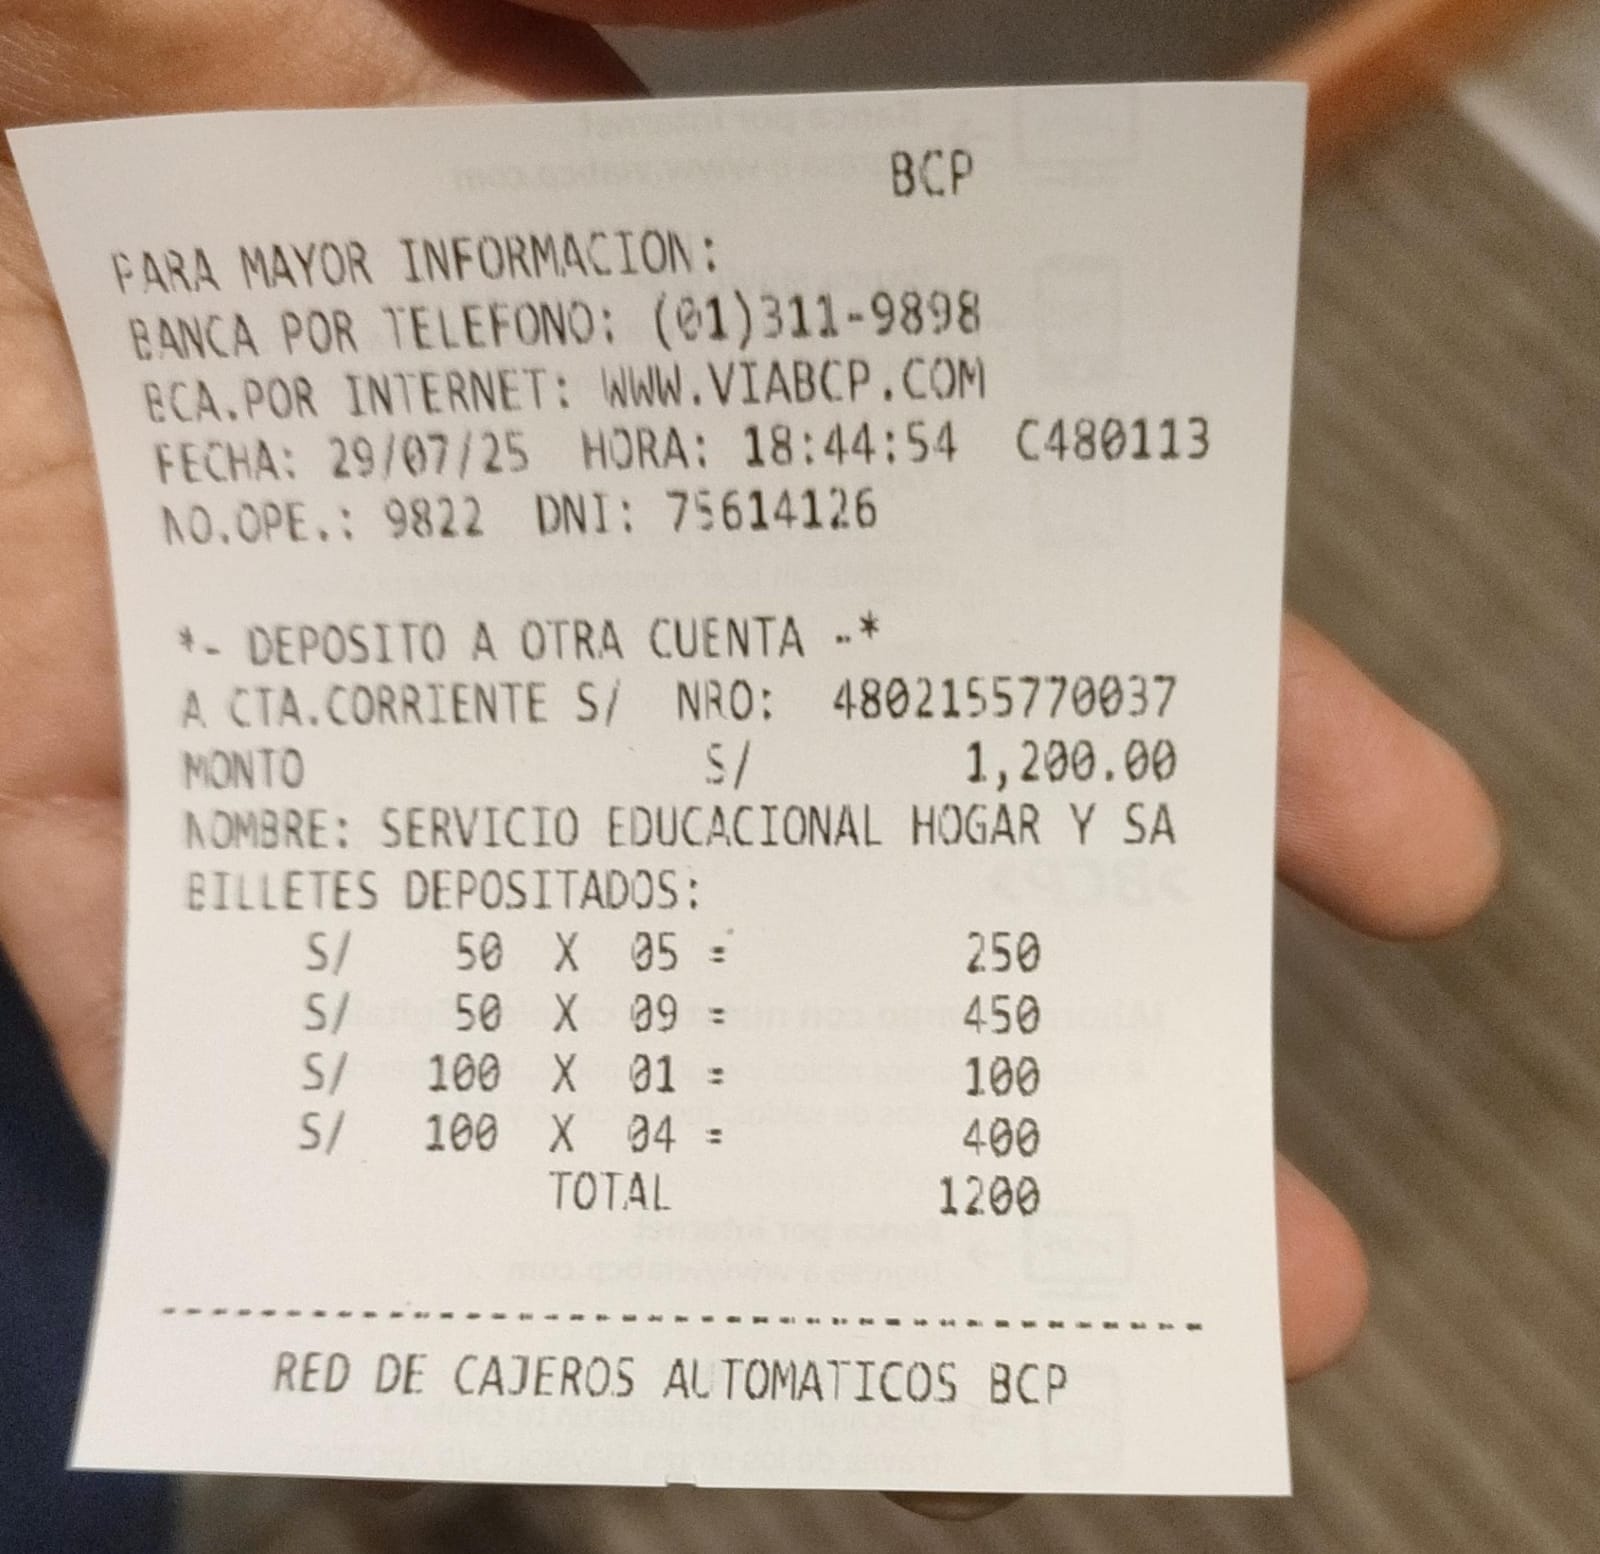 BCP
PARA MAYOR INFORMACION:
BANCA POR TELEFONO: (01)311-9898
BCA.POR INTERNET: WWW.VIABCP.COM
FECHA: 29/07/25 HORA: 18:44:54 C480113
NO.OPE.: 9822 DNI: 75614126
*- DEPOSITO A OTRA CUENTA -*
A CTA.CORRIENTE S/ NRO: 4802155770037
MONTO S/ 1,200.00
NOMBRE: SERVICIO EDUCACIONAL HOGAR Y SA
BILLETES DEPOSITADOS:
S/ 50 X 05 = 250
S/ 50 X 09 = 450
S/ 100 X 01 = 100
S/ 100 X 04 = 400
TOTAL 1200
--------------------------------------
RED DE CAJEROS AUTOMATICOS BCP